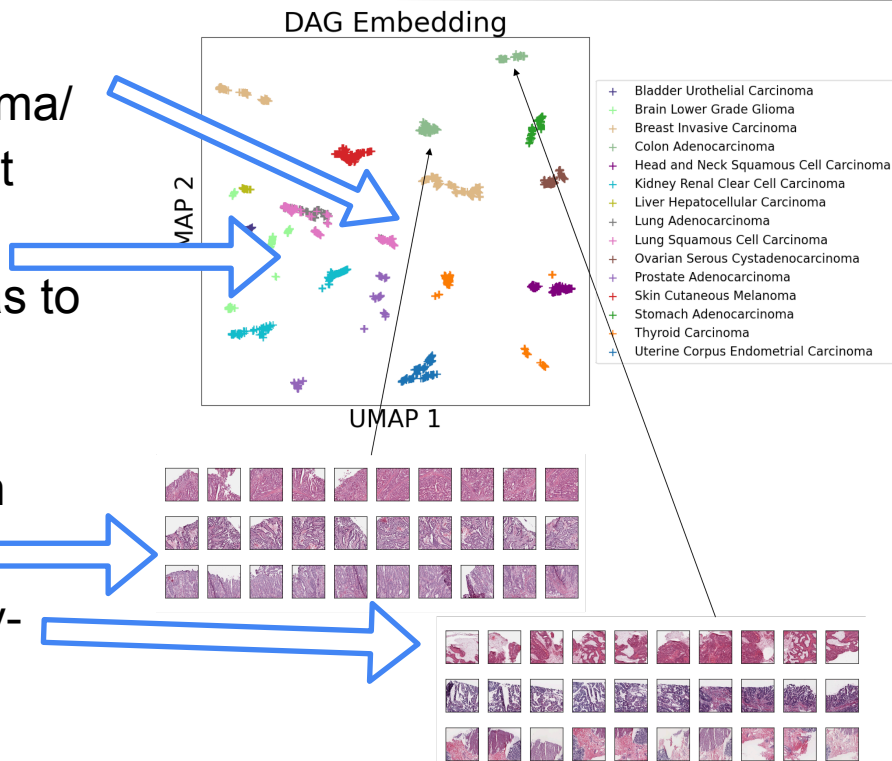 DAG Embedding
ma/
t
s to
MAP 2
UMAP 1
Bladder Urothelial Carcinoma
Brain Lower Grade Glioma
Breast Invasive Carcinoma
Colon Adenocarcinoma
Head and Neck Squamous Cell Carcinoma
Kidney Renal Clear Cell Carcinoma
Liver Hepatocellular Carcinoma
Lung Adenocarcinoma
Lung Squamous Cell Carcinoma
Ovarian Serous Cystadenocarcinoma
Prostate Adenocarcinoma
Skin Cutaneous Melanoma
Stomach Adenocarcinoma
Thyroid Carcinoma
Uterine Corpus Endometrial Carcinoma